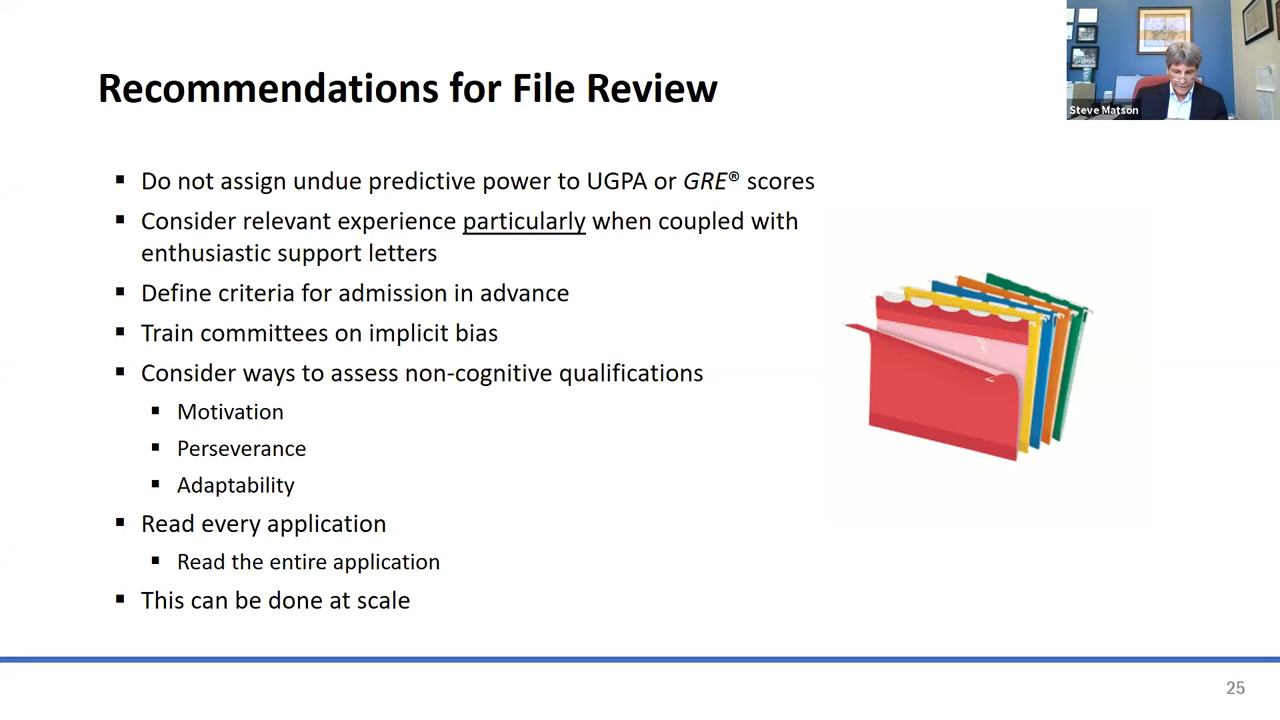 Recommendations for File Review
Steve Matson
▪ Do not assign undue predictive power to UGPA or GRE® scores
▪ Consider relevant experience particularly when coupled with
enthusiastic support letters
▪ Define criteria for admission in advance
▪ Train committees on implicit bias
▪ Consider ways to assess non-cognitive qualifications
▪ Motivation
▪ Perseverance
▪ Adaptability
▪ Read every application
▪ Read the entire application
▪ This can be done at scale
25